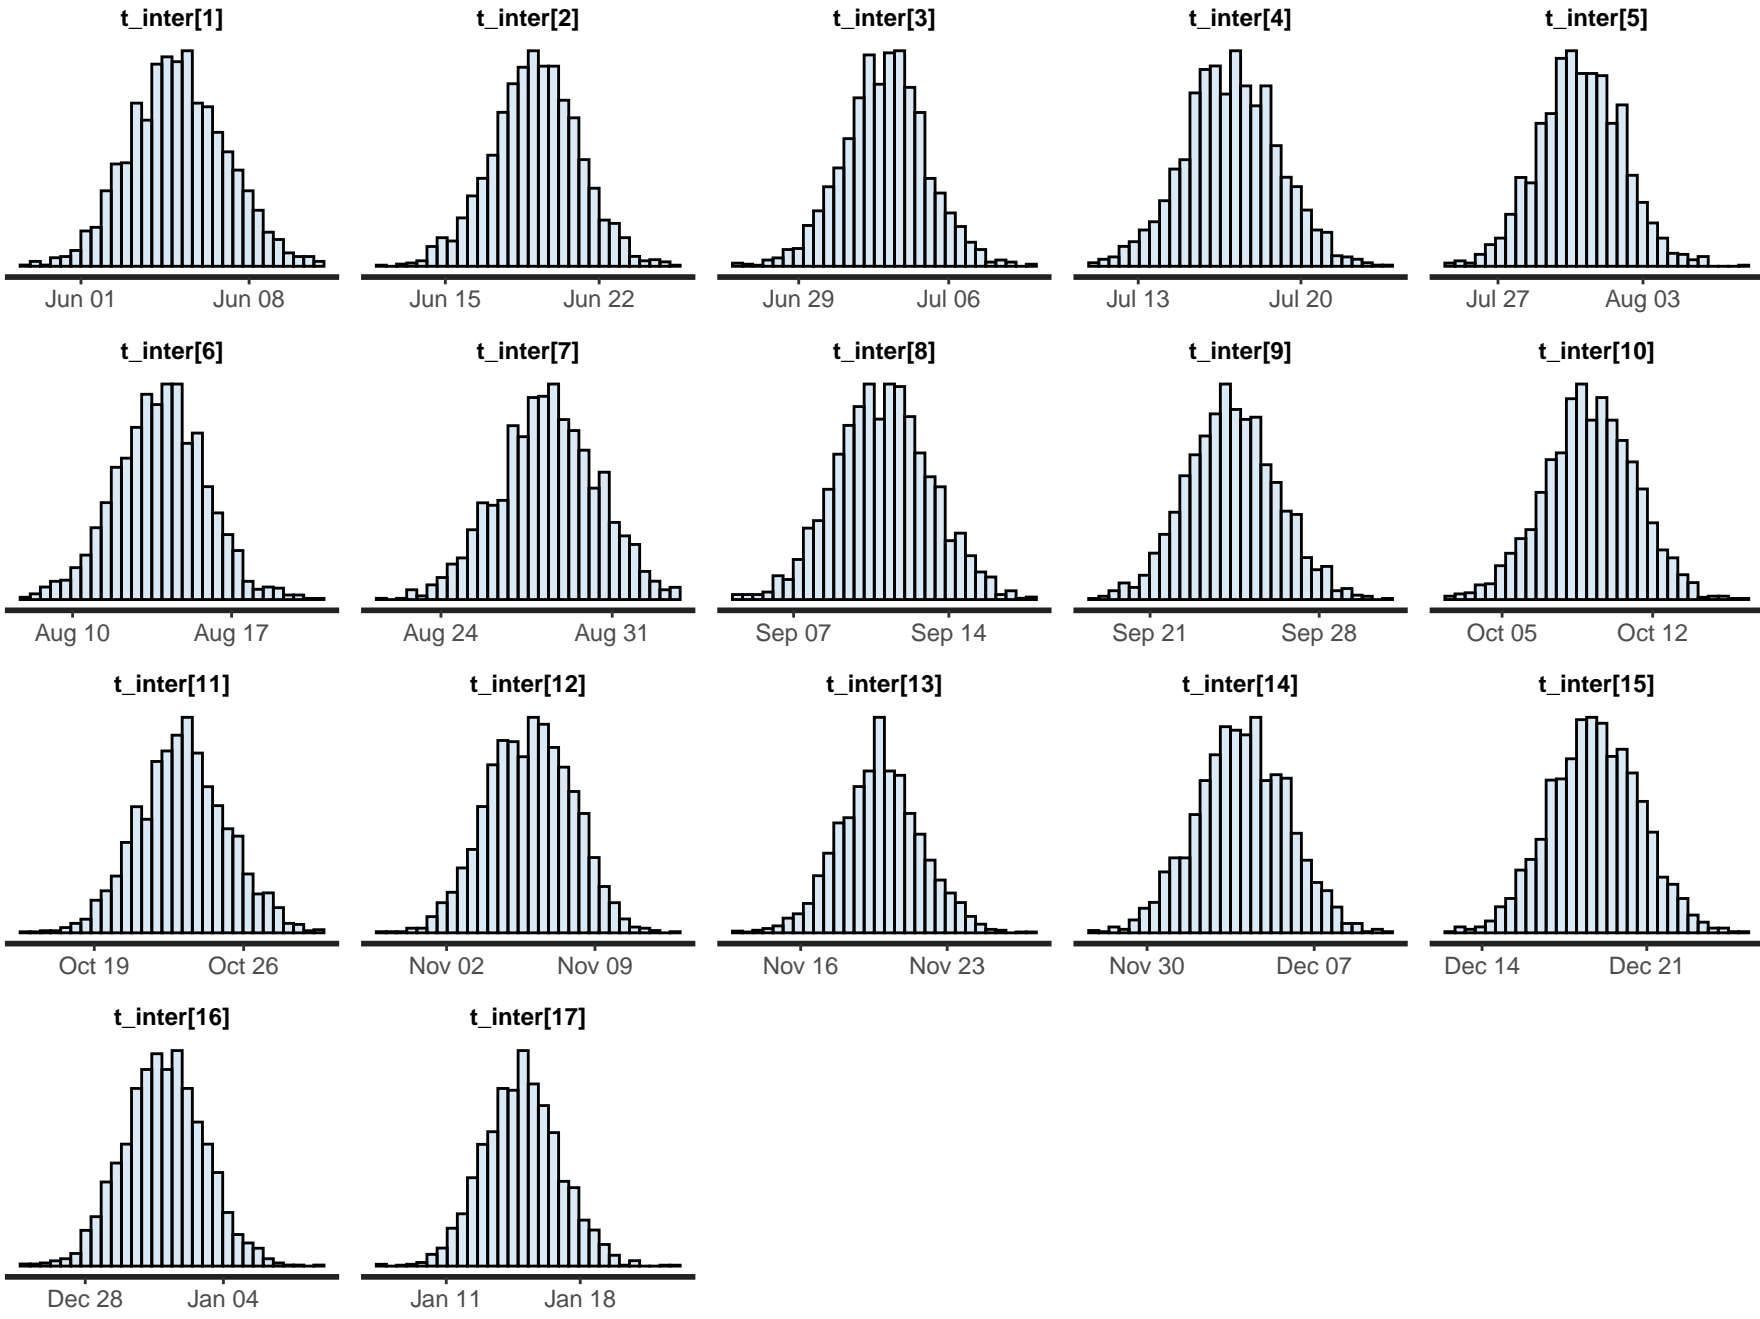 t_inter[1] t_inter[2] t_inter[3] t_inter[4] t_inter[5]
Jun 01 Jun 08 Jun 15 Jun 22 Jun 29 Jul 06 Jul 13 Jul 20 Jul 27 Aug 03
t_inter[6] t_inter[7] t_inter[8] t_inter[9] t_inter[10]
Aug 10 Aug 17 Aug 24 Aug 31 Sep 07 Sep 14 Sep 21 Sep 28 Oct 05 Oct 12
t_inter[11] t_inter[12] t_inter[13] t_inter[14] t_inter[15]
Oct 19 Oct 26 Nov 02 Nov 09 Nov 16 Nov 23 Nov 30 Dec 07 Dec 14 Dec 21
t_inter[16] t_inter[17]
Dec 28 Jan 04 Jan 11 Jan 18